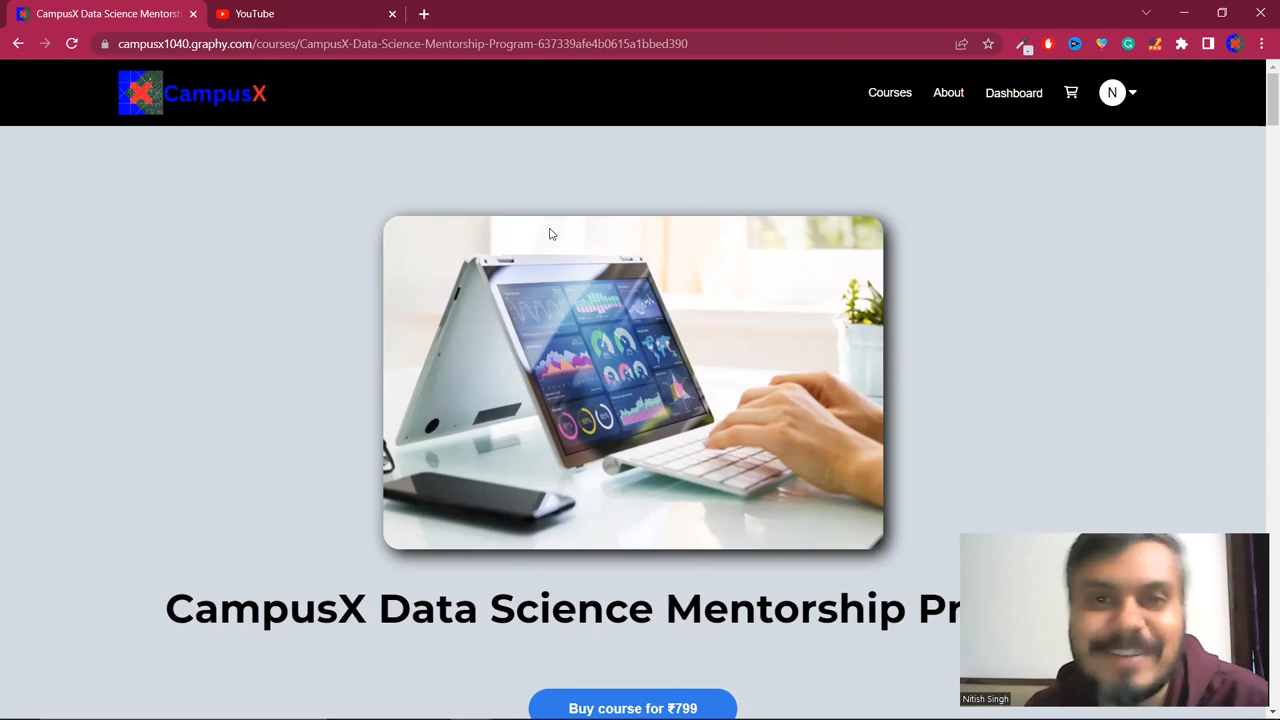 CampusX Data Science Mentorsh
YouTube
campusx1040.graphy.com/courses/CampusX-Data-Science-Mentorship-Program-637339afe4b0615a1bbed390
CampusX
Courses
About
Dashboard
N
CampusX Data Science Mentorship Pr
Buy course for ₹799
Nitish Singh